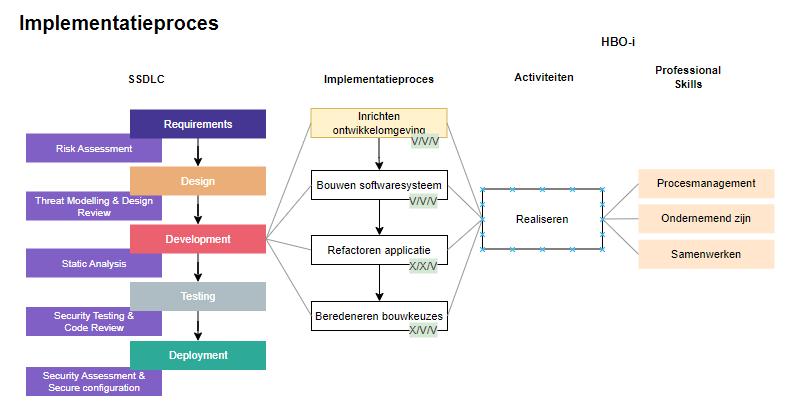 Implementatieproces
HBO-i
SSDLC
Implementatieproces
Activiteiten
Professional
Skills
Requirements
Risk Assessment
Design
Threat Modelling & Design
Review
Development
Static Analysis
Testing
Security Testing &
Code Review
Deployment
Security Assessment &
Secure configuration
Inrichten
ontwikkelomgeving
V/V/V
Bouwen softwaresysteem
V/V/V
Refactoren applicatie
X/X/V
Beredeneren bouwkeuzes
X/V/V
Realiseren
Procesmanagement
Ondernemend zijn
Samenwerken